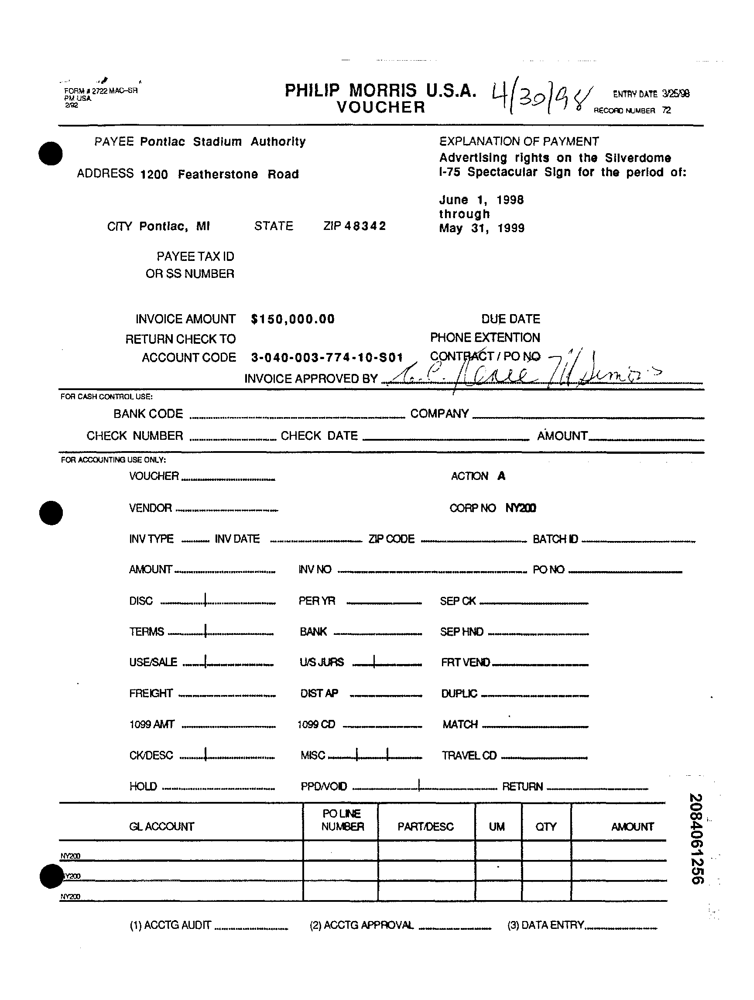 FORM # 2722 MAC-SR
PM USA
2/92
PHILIP MORRIS U.S.A.
VOUCHER
4/30/98
ENTRY DATE 3/25/98
RECORD NUMBER 72
PAYEE Pontiac Stadium Authority
EXPLANATION OF PAYMENT
Advertising rights on the Silverdome
ADDRESS 1200 Featherstone Road
I-75 Spectacular Sign for the period of:
June 1, 1998
through
CITY Pontiac, MI STATE ZIP 48342
May 31, 1999
PAYEE TAX ID
OR SS NUMBER
INVOICE AMOUNT $150,000.00 DUE DATE
RETURN CHECK TO PHONE EXTENTION
ACCOUNT CODE 3-040-003-774-10-S01 CONTRACT / PO NO
INVOICE APPROVED BY
FOR CASH CONTROL USE:
BANK CODE COMPANY
CHECK NUMBER CHECK DATE AMOUNT
FOR ACCOUNTING USE ONLY:
VOUCHER ACTION A
VENDOR CORP NO NY200
INV TYPE INV DATE ZIP CODE BATCH ID
AMOUNT INV NO PO NO
DISC PER YR SEP CK
TERMS BANK SEP HND
USE/SALE U/S JURS FRT VEND
FREIGHT DIST AP DUPLIC
1099 AMT 1099 CD MATCH
CK/DESC MISC TRAVEL CD
HOLD PPD/VOID RETURN
GL ACCOUNT PO LINE NUMBER PART/DESC UM QTY AMOUNT
NY200
NY200
NY200
(1) ACCTG AUDIT (2) ACCTG APPROVAL (3) DATA ENTRY
2084061256